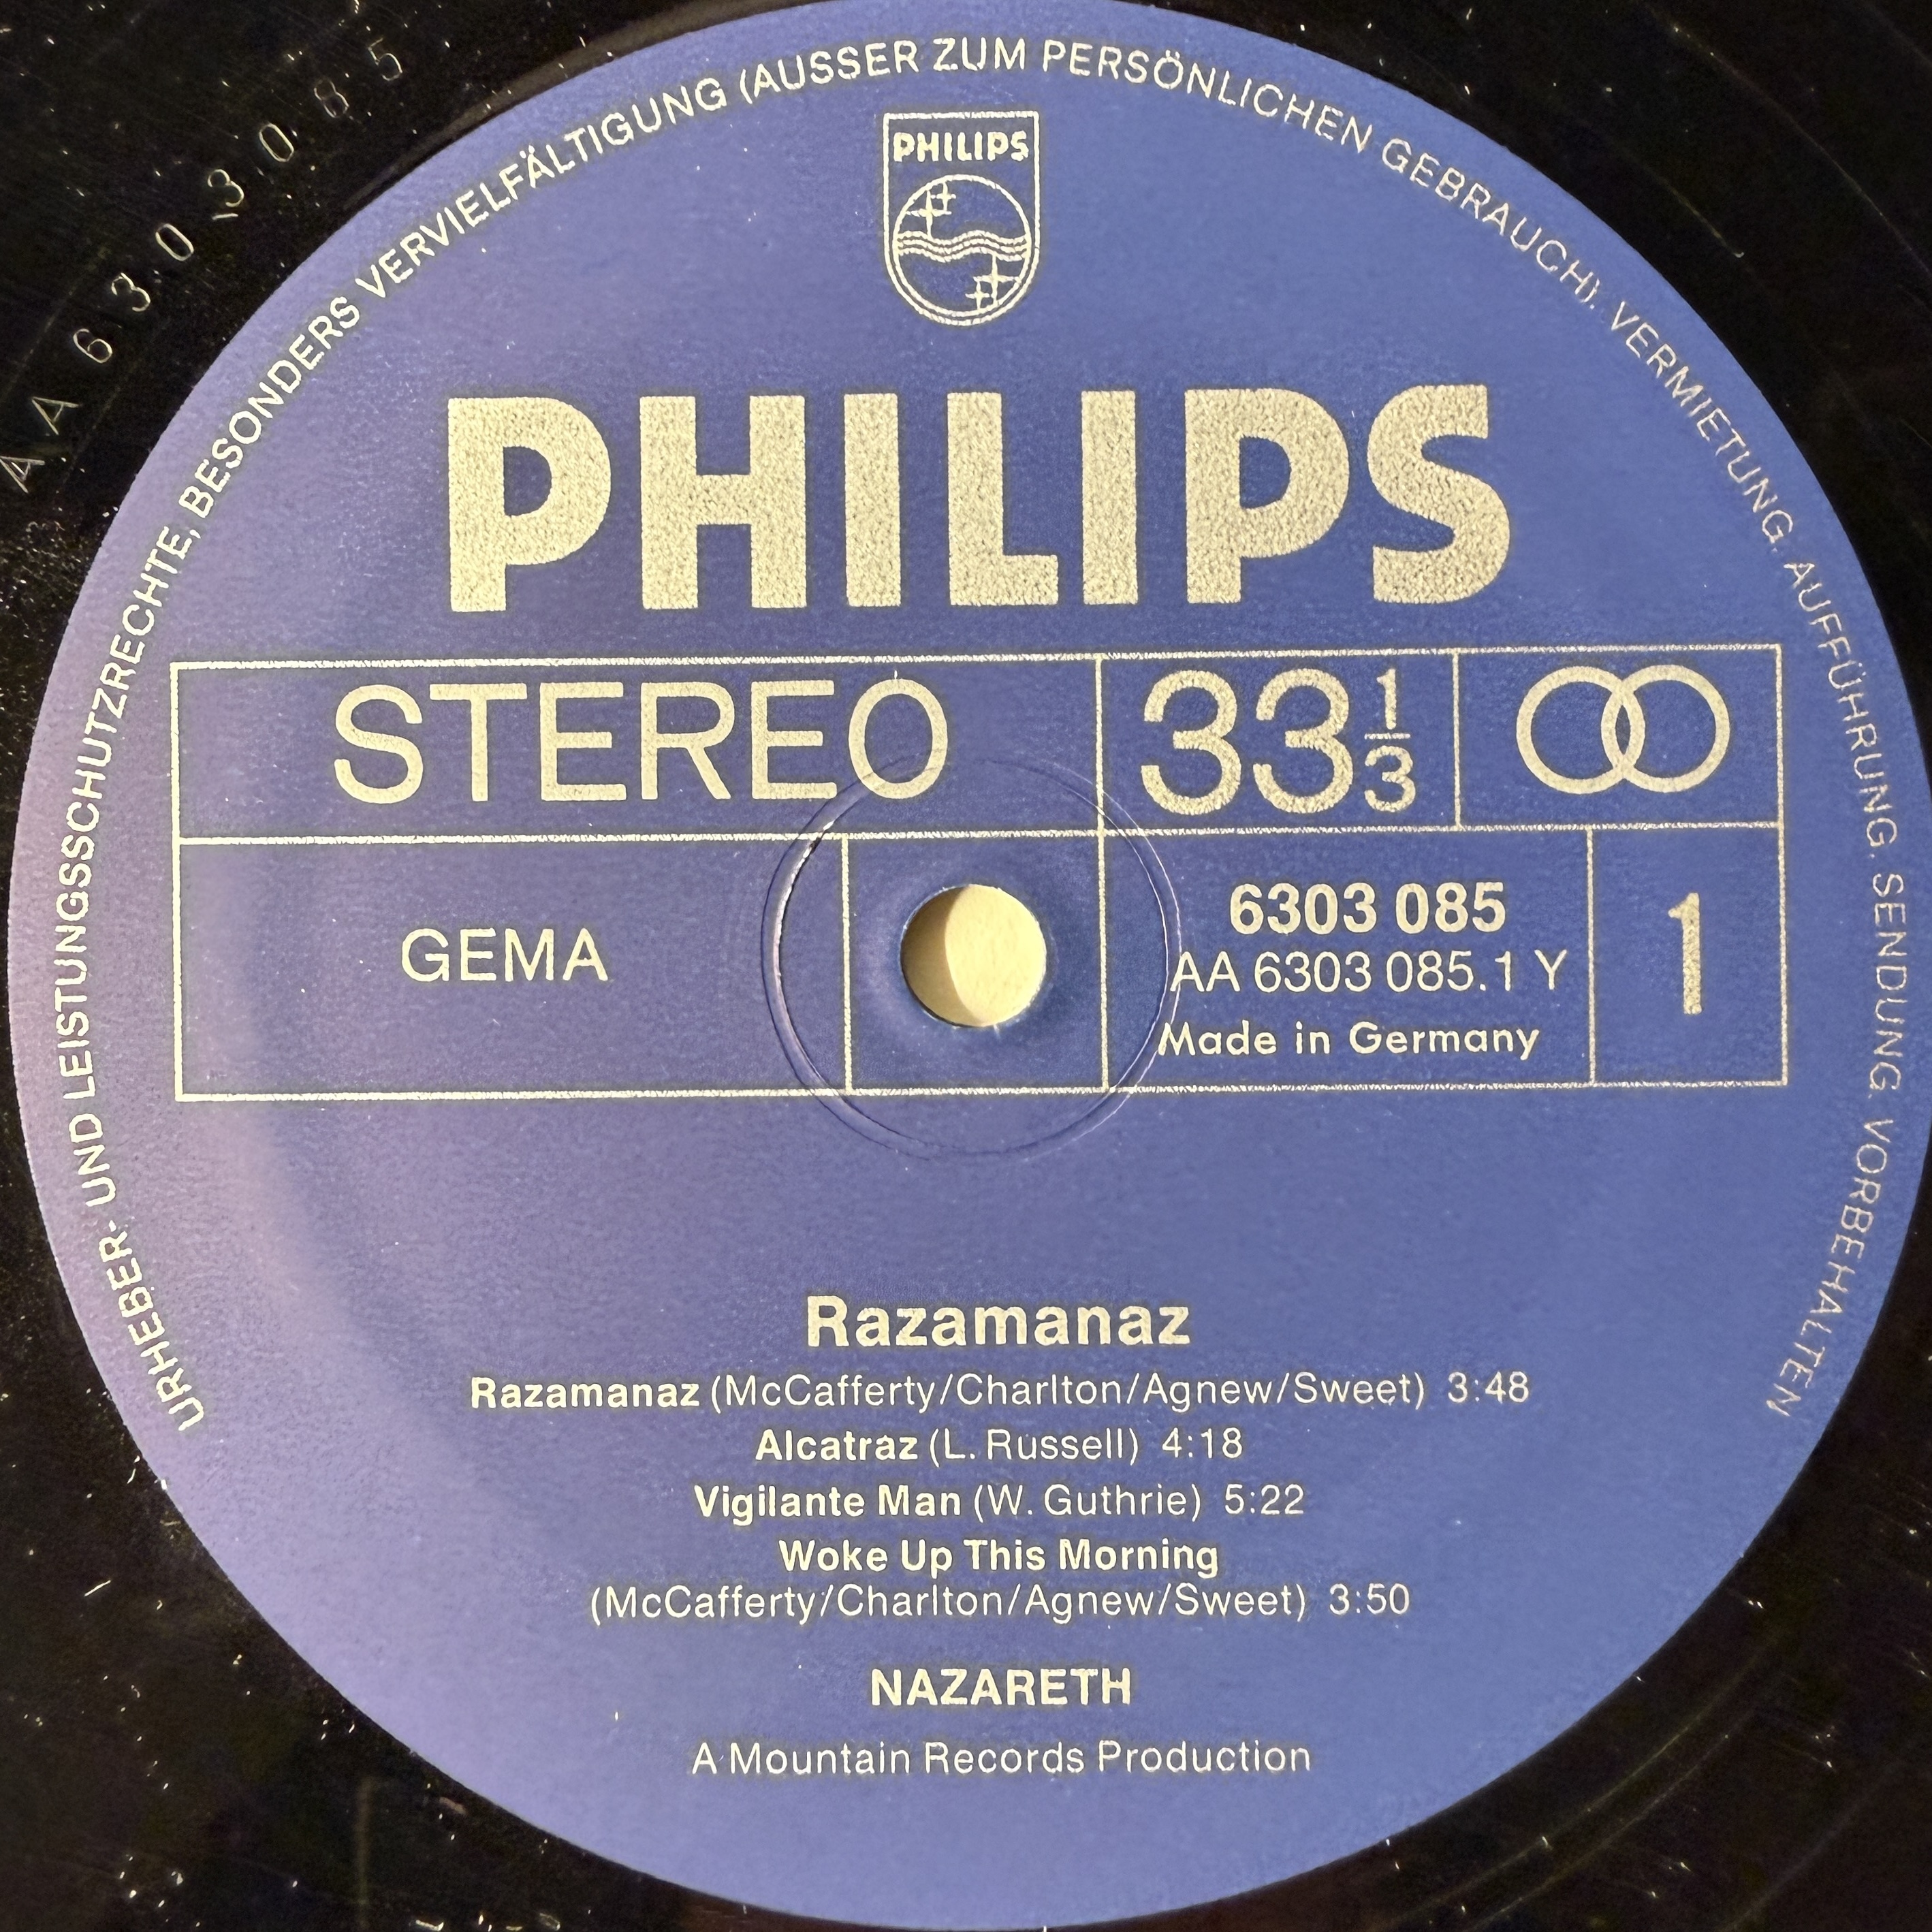 AA 6303085
URHEBER- UND LEISTUNGSSCHUTZRECHTE, BESONDERS VERVIELFÄLTIGUNG (AUSSER ZUM PERSÖNLICHEN GEBRAUCH). VERMIETUNG. AUFFÜHRUNG. SENDUNG. VORBEHALTEN
PHILIPS
PHILIPS
STEREO
33 1/3
GEMA
6303 085
AA 6303 085.1 Y
Made in Germany
1
Razamanaz
Razamanaz (McCafferty/Charlton/Agnew/Sweet) 3:48
Alcatraz (L. Russell) 4:18
Vigilante Man (W. Guthrie) 5:22
Woke Up This Morning
(McCafferty/Charlton/Agnew/Sweet) 3:50
NAZARETH
A Mountain Records Production